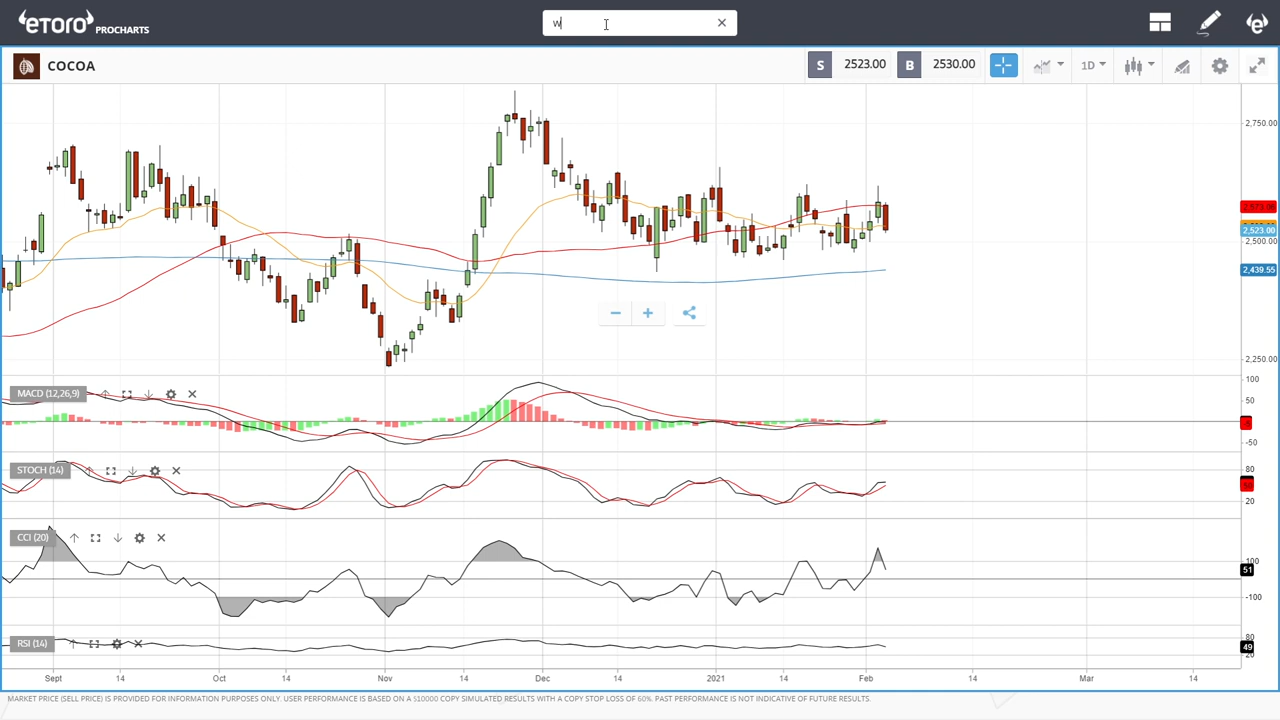 eToro PROCHARTS
w
COCOA
S 2523.00 B 2530.00 1D
2,750.00
2,523.00
2,500.00
2,439.55
2,250.00
MACD (12,26,9)
100
50
-50
STOCH (14)
80
20
CCI (20)
100
51
-100
RSI (14)
80
49
20
Sept 14 Oct 14 Nov 14 Dec 14 2021 14 Feb 14 Mar 14
MARKET PRICE (SELL PRICE) IS PROVIDED FOR INFORMATION PURPOSES ONLY. USER PERFORMANCE IS BASED ON A $10000 COPY SIMULATED RESULTS WITH A COPY STOP LOSS OF 60%. PAST PERFORMANCE IS NOT INDICATIVE OF FUTURE RESULTS.